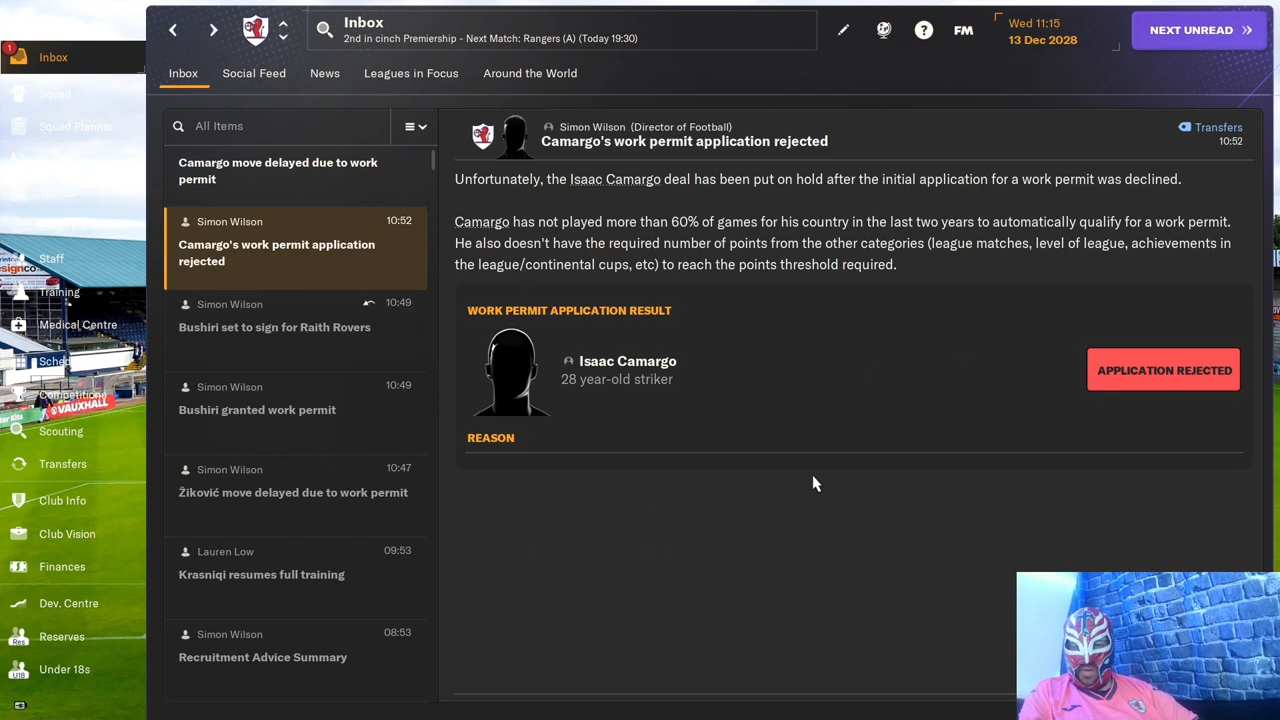 Inbox
2nd in cinch Premiership - Next Match: Rangers (A) (Today 19:30)
FM
Wed 11:15
13 Dec 2028
NEXT UNREAD
1
Inbox
Squad
Squad Planner
Staff
Training
Medical Centre
Sched
Competitions
VAUXHALL
Scouting
Transfers
Club Info
Club Vision
Finances
Dev. Centre
Res
Reserves
U18
Under 18s
Inbox
Social Feed
News
Leagues in Focus
Around the World
All Items
Camargo move delayed due to work
permit
Simon Wilson
10:52
Camargo's work permit application
rejected
Simon Wilson
10:49
Bushiri set to sign for Raith Rovers
Simon Wilson
10:49
Bushiri granted work permit
Simon Wilson
10:47
Žiković move delayed due to work permit
Lauren Low
09:53
Krasniqi resumes full training
Simon Wilson
08:53
Recruitment Advice Summary
Simon Wilson (Director of Football)
Camargo's work permit application rejected
Transfers
10:52
Unfortunately, the Isaac Camargo deal has been put on hold after the initial application for a work permit was declined.
Camargo has not played more than 60% of games for his country in the last two years to automatically qualify for a work permit.
He also doesn't have the required number of points from the other categories (league matches, level of league, achievements in
the league/continental cups, etc) to reach the points threshold required.
WORK PERMIT APPLICATION RESULT
Isaac Camargo
28 year-old striker
APPLICATION REJECTED
REASON